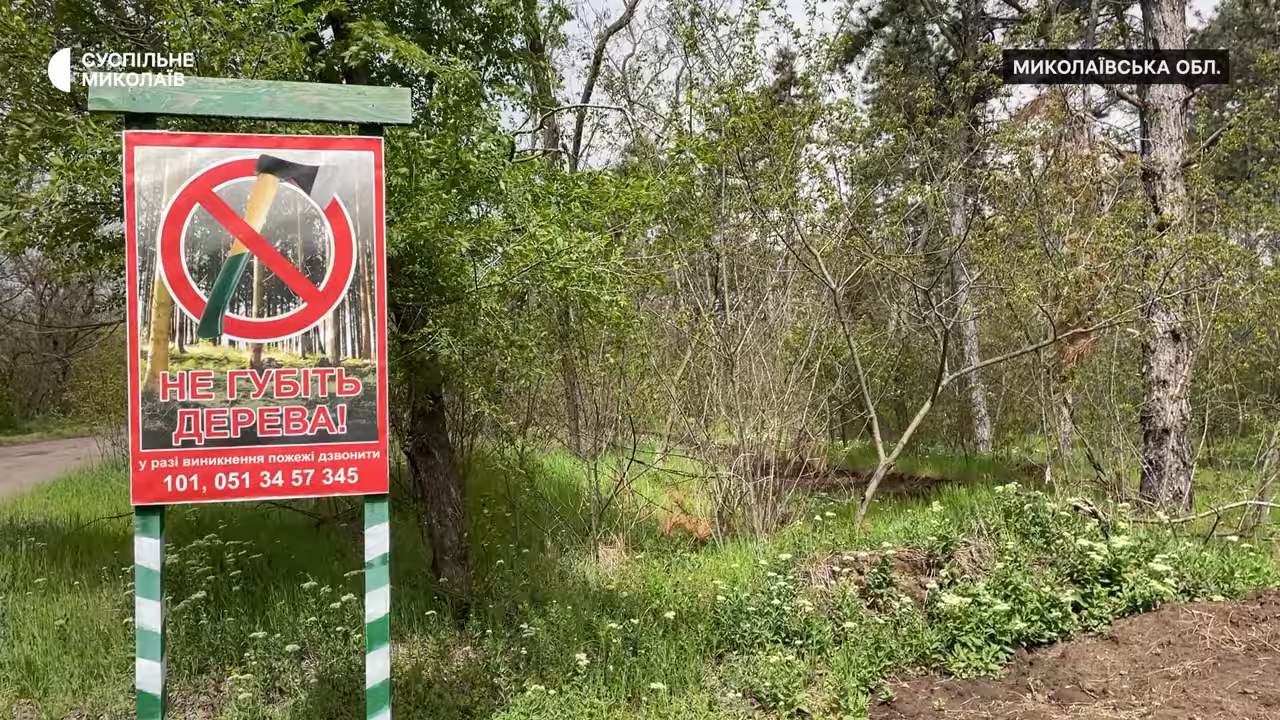 СУСПІЛЬНЕ
МИКОЛАЇВ
МИКОЛАЇВСЬКА ОБЛ.
НЕ ГУБІТЬ
ДЕРЕВА!
у разі виникнення пожежі дзвонити
101, 051 34 57 345